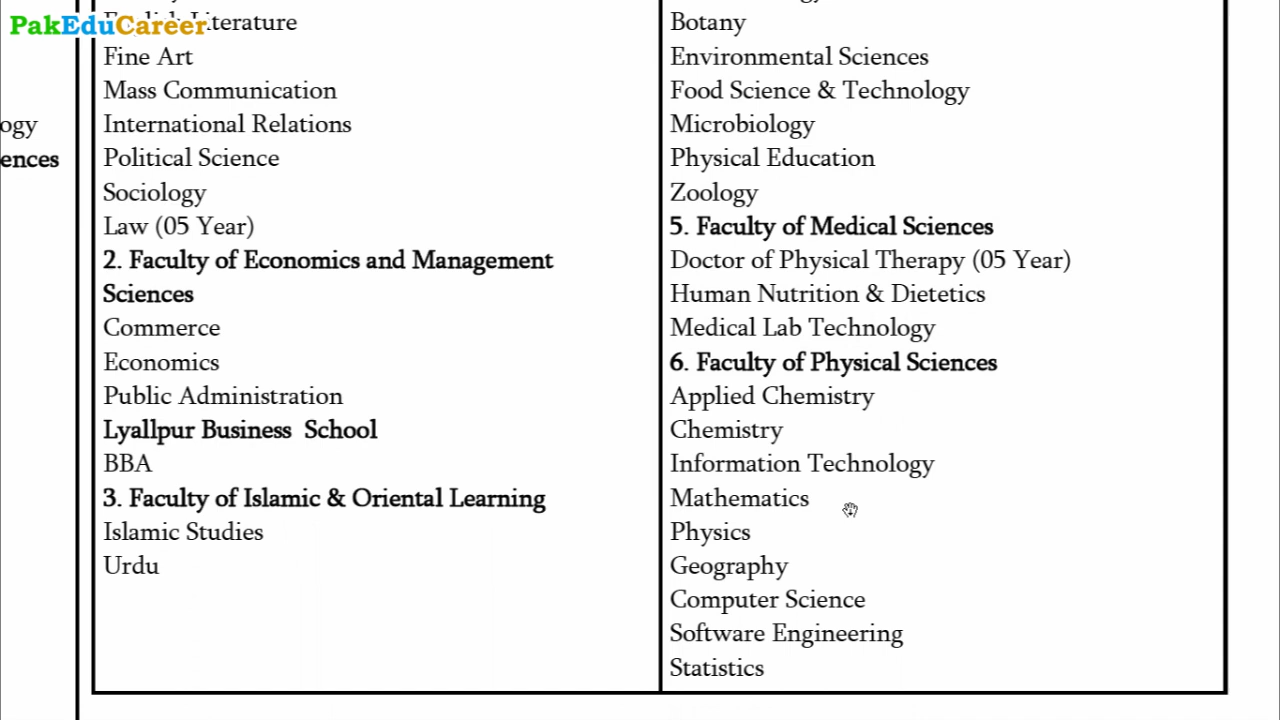 PakEduCareer
ogy
ences
Literature
Fine Art
Mass Communication
International Relations
Political Science
Sociology
Law (05 Year)
2. Faculty of Economics and Management
Sciences
Commerce
Economics
Public Administration
Lyallpur Business School
BBA
3. Faculty of Islamic & Oriental Learning
Islamic Studies
Urdu
Botany
Environmental Sciences
Food Science & Technology
Microbiology
Physical Education
Zoology
5. Faculty of Medical Sciences
Doctor of Physical Therapy (05 Year)
Human Nutrition & Dietetics
Medical Lab Technology
6. Faculty of Physical Sciences
Applied Chemistry
Chemistry
Information Technology
Mathematics
Physics
Geography
Computer Science
Software Engineering
Statistics